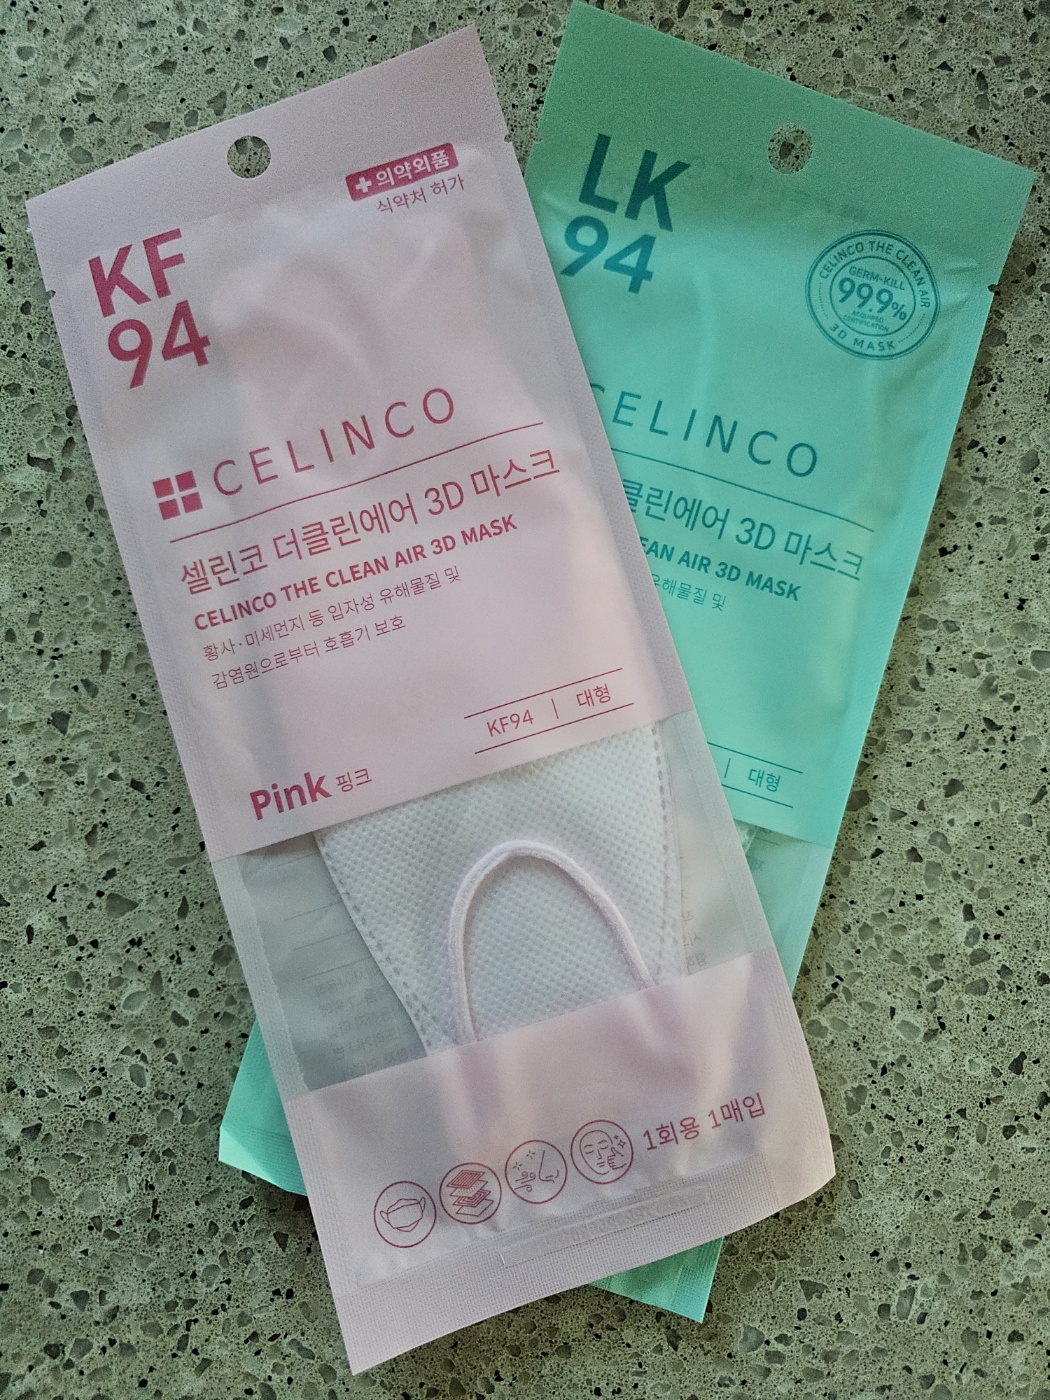 KF
94
✚의약외품
식약처 허가
CELINCO
셀린코 더클린에어 3D 마스크
CELINCO THE CLEAN AIR 3D MASK
황사·미세먼지 등 입자성 유해물질 및
감염원으로부터 호흡기 보호
KF94 | 대형
Pink 핑크
1회용 1매입
LK
94
CELINCO THE CLEAN AIR
GERM-KILL
99.9%
ACQUIRED
CERTIFICATION
3D MASK
CELINCO
클린에어 3D 마스크
EAN AIR 3D MASK
유해물질 및
| 대형